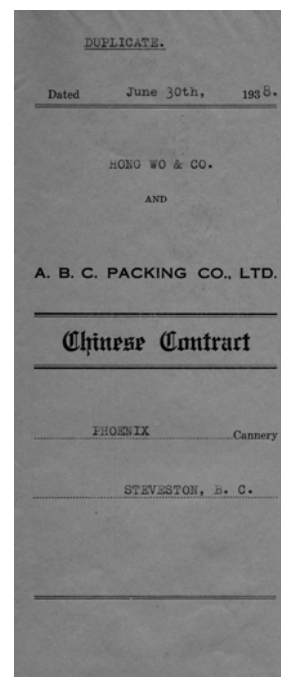 DUPLICATE.
Dated June 30th, 1938.
HONG WO & CO.
AND
A. B. C. PACKING CO., LTD.
Chinese Contract
PHOENIX Cannery
STEVESTON, B. C.